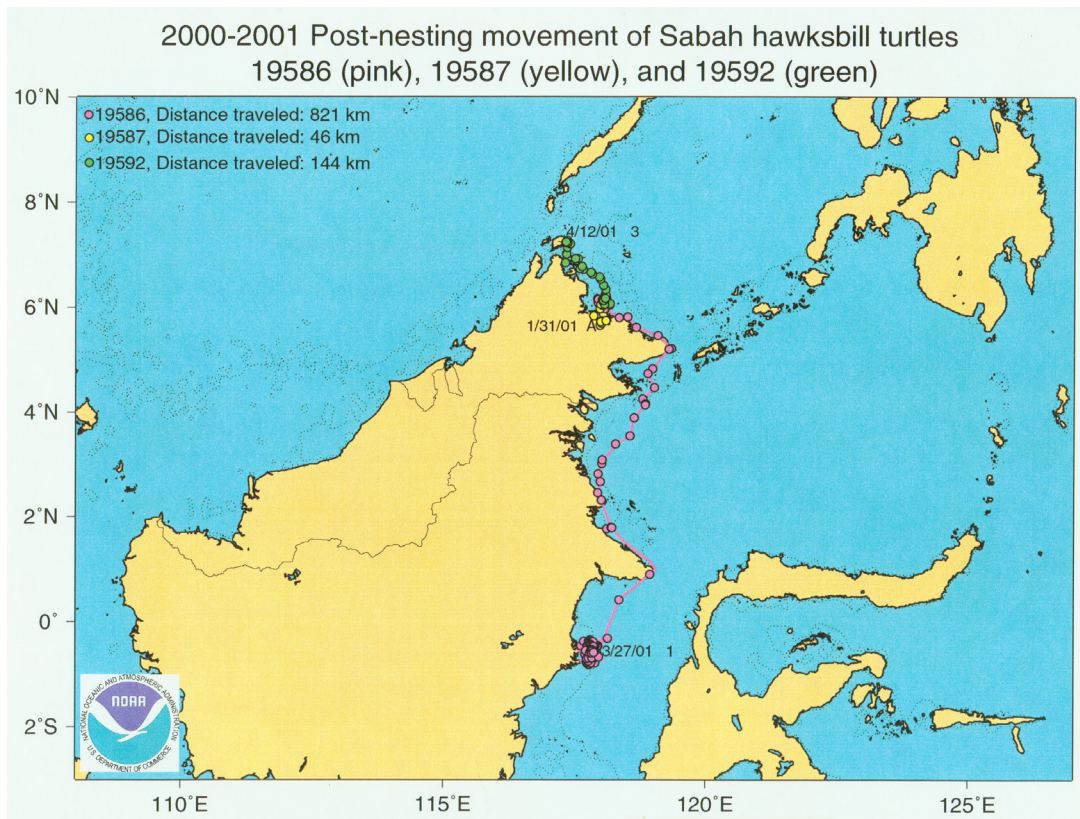 2000-2001 Post-nesting movement of Sabah hawksbill turtles
19586 (pink), 19587 (yellow), and 19592 (green)
10˚N
19586, Distance traveled: 821 km
19587, Distance traveled: 46 km
19592, Distance traveled: 144 km
8˚N
4/12/01 3
6˚N
1/31/01 A
4˚N
2˚N
0˚
3/27/01 1
NATIONAL OCEANIC AND ATMOSPHERIC ADMINISTRATION
NOAA
U.S. DEPARTMENT OF COMMERCE
2˚S
110˚E
115˚E
120˚E
125˚E